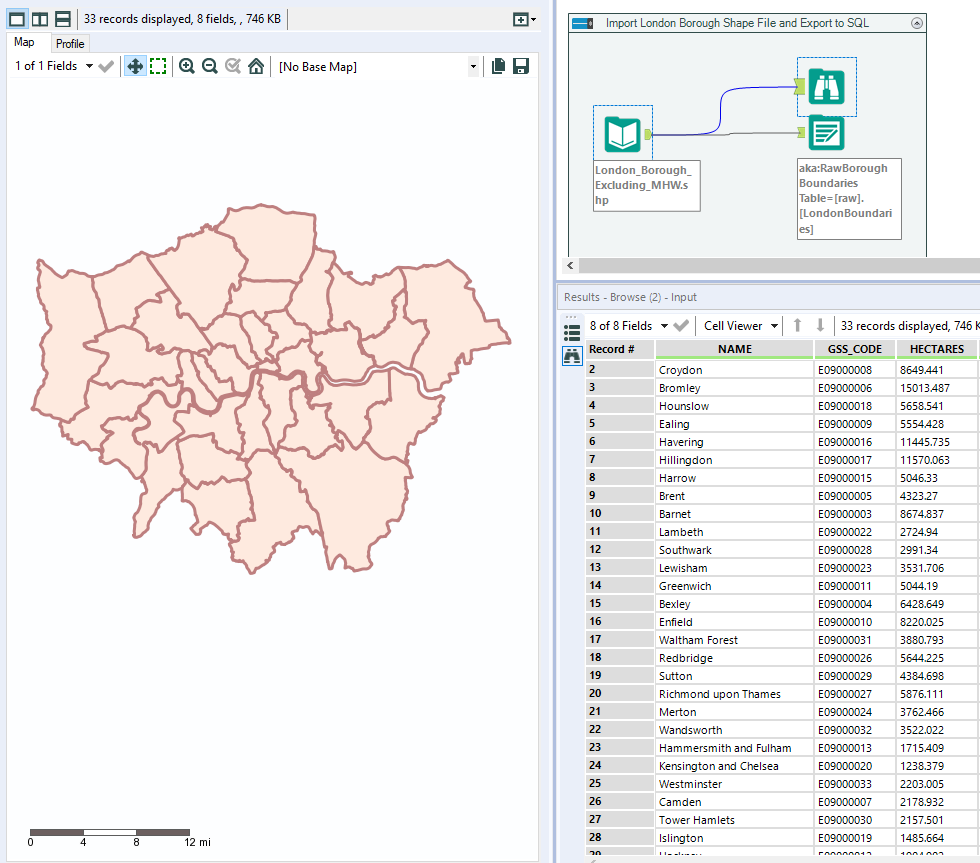 33 records displayed, 8 fields, , 746 KB
Map
Profile
1 of 1 Fields
[No Base Map]
0 4 8 12 mi
Import London Borough Shape File and Export to SQL
London_Borough_
Excluding_MHW.s
hp
aka:RawBorough
Boundaries
Table=[raw].
[LondonBoundari
es]
Results - Browse (2) - Input
8 of 8 Fields Cell Viewer 33 records displayed, 746 K
Record # NAME GSS_CODE HECTARES
2 Croydon E09000008 8649.441
3 Bromley E09000006 15013.487
4 Hounslow E09000018 5658.541
5 Ealing E09000009 5554.428
6 Havering E09000016 11445.735
7 Hillingdon E09000017 11570.063
8 Harrow E09000015 5046.33
9 Brent E09000005 4323.27
10 Barnet E09000003 8674.837
11 Lambeth E09000022 2724.94
12 Southwark E09000028 2991.34
13 Lewisham E09000023 3531.706
14 Greenwich E09000011 5044.19
15 Bexley E09000004 6428.649
16 Enfield E09000010 8220.025
17 Waltham Forest E09000031 3880.793
18 Redbridge E09000026 5644.225
19 Sutton E09000029 4384.698
20 Richmond upon Thames E09000027 5876.111
21 Merton E09000024 3762.466
22 Wandsworth E09000032 3522.022
23 Hammersmith and Fulham E09000013 1715.409
24 Kensington and Chelsea E09000020 1238.379
25 Westminster E09000033 2203.005
26 Camden E09000007 2178.932
27 Tower Hamlets E09000030 2157.501
28 Islington E09000019 1485.664